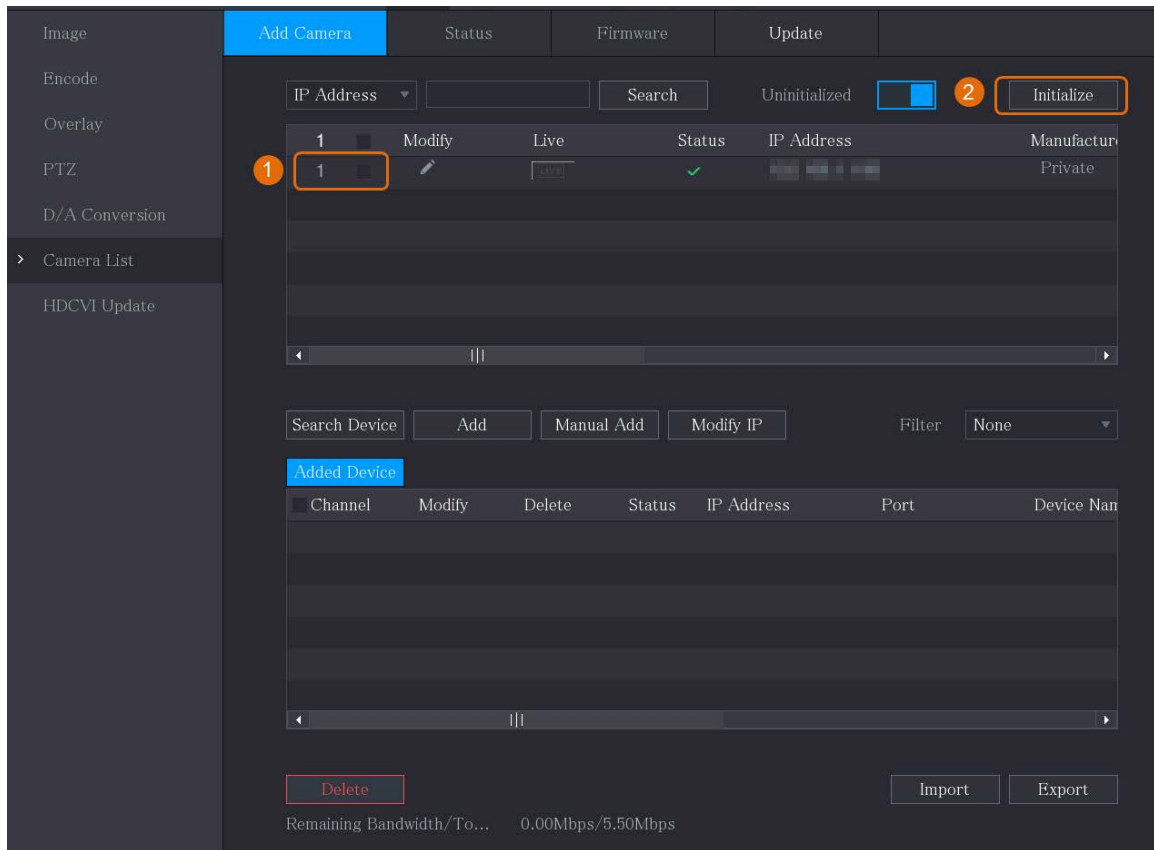 Image
Encode
Overlay
PTZ
D/A Conversion
> Camera List
HDCVI Update
Add Camera Status Firmware Update
IP Address Search Uninitialized 2 Initialize
1 Modify Live Status IP Address Manufactur
1 1 LIVE Private
Search Device Add Manual Add Modify IP Filter None
Added Device
Channel Modify Delete Status IP Address Port Device Nam
Delete Import Export
Remaining Bandwidth/To... 0.00Mbps/5.50Mbps